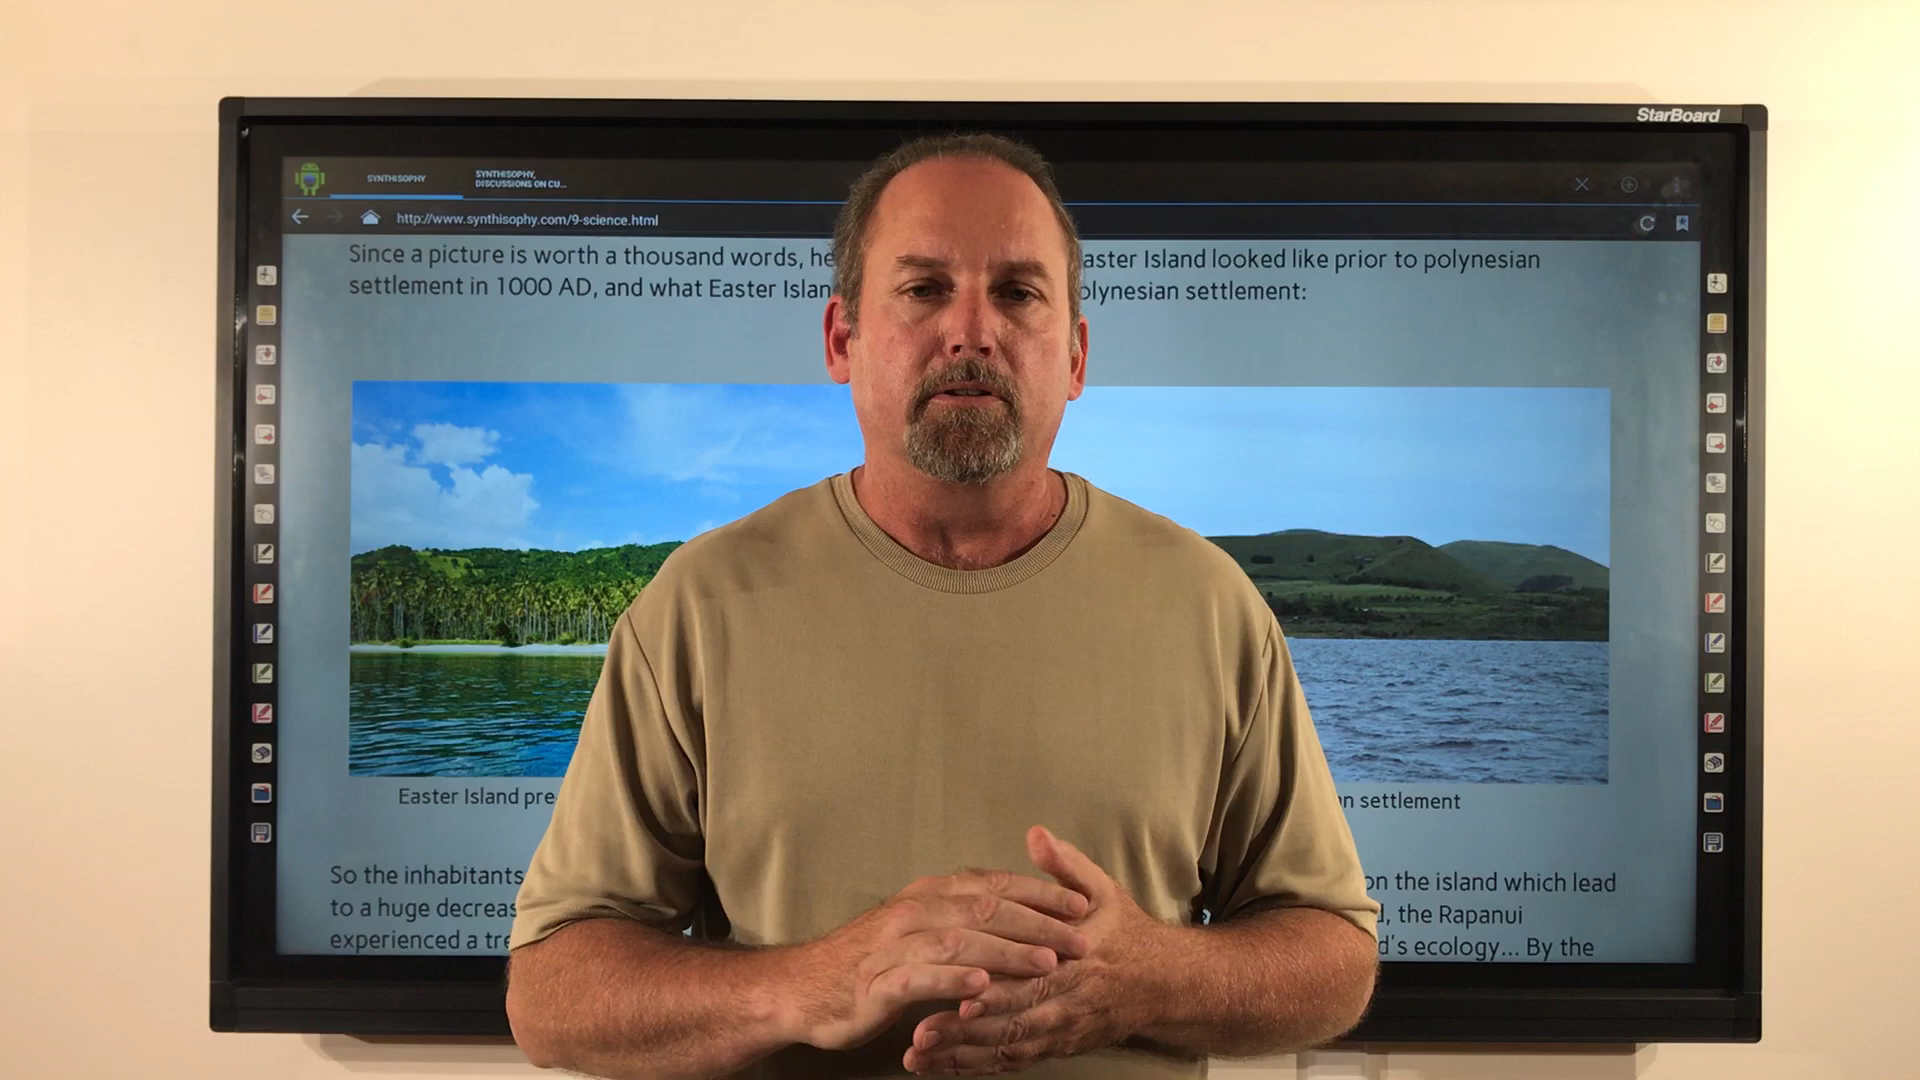 StarBoard
SYNTHISOPHY
SYNTHISOPHY,
DISCUSSIONS ON CU...
http://www.synthisophy.com/9-science.html
Since a picture is worth a thousand words, aster Island looked like prior to polynesian
settlement in 1000 AD, and what Easter Islan olynesian settlement:
Easter Island pre settlement
So the inhabitants on the island which lead
to a huge decreas the Rapanui
experienced a d's ecology... By the